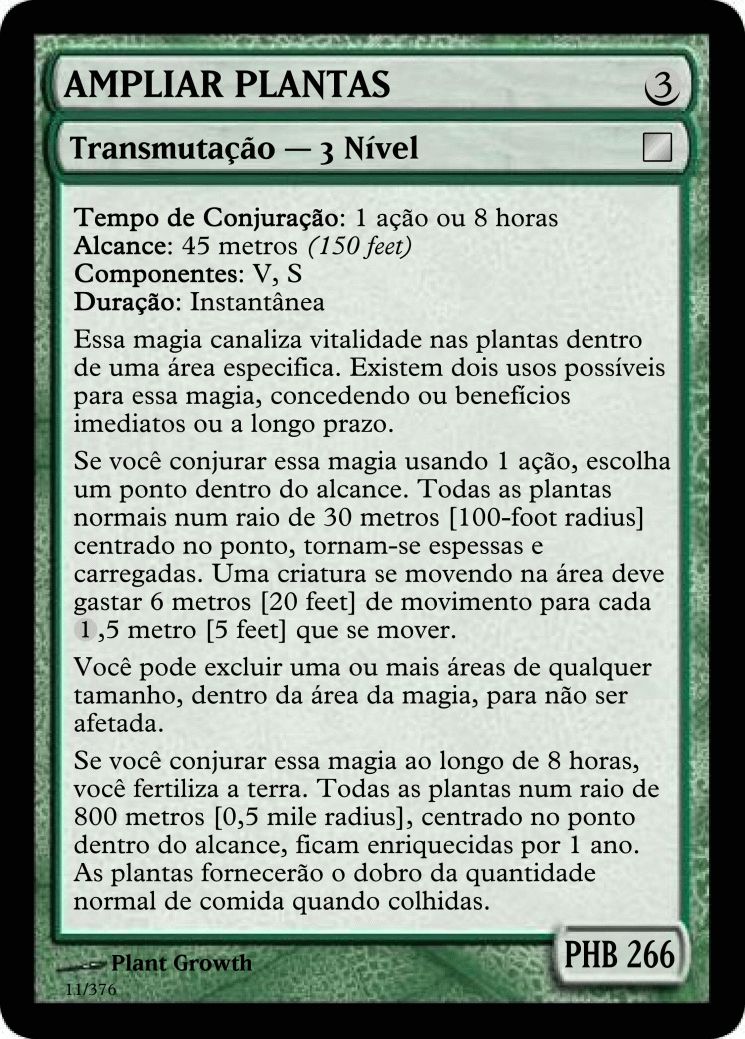 AMPLIAR PLANTAS 3
Transmutação — 3 Nível
Tempo de Conjuração: 1 ação ou 8 horas
Alcance: 45 metros (150 feet)
Componentes: V, S
Duração: Instantânea
Essa magia canaliza vitalidade nas plantas dentro
de uma área especifica. Existem dois usos possíveis
para essa magia, concedendo ou benefícios
imediatos ou a longo prazo.
Se você conjurar essa magia usando 1 ação, escolha
um ponto dentro do alcance. Todas as plantas
normais num raio de 30 metros [100-foot radius]
centrado no ponto, tornam-se espessas e
carregadas. Uma criatura se movendo na área deve
gastar 6 metros [20 feet] de movimento para cada
1,5 metro [5 feet] que se mover.
Você pode excluir uma ou mais áreas de qualquer
tamanho, dentro da área da magia, para não ser
afetada.
Se você conjurar essa magia ao longo de 8 horas,
você fertiliza a terra. Todas as plantas num raio de
800 metros [0,5 mile radius], centrado no ponto
dentro do alcance, ficam enriquecidas por 1 ano.
As plantas fornecerão o dobro da quantidade
normal de comida quando colhidas.
PHB 266
Plant Growth
11/376